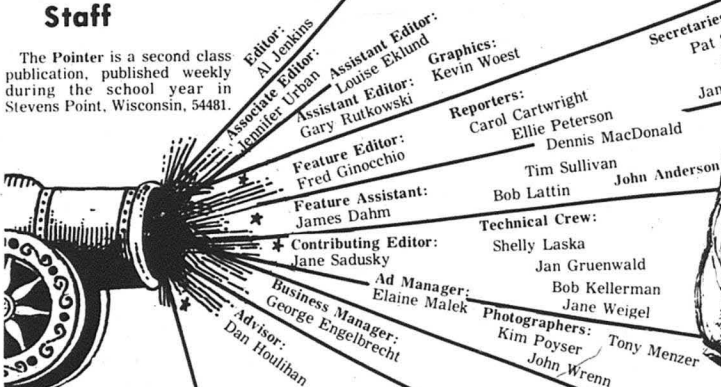 Staff
The Pointer is a second class
publication, published weekly
during the school year in
Stevens Point, Wisconsin, 54481.
Editor:
Al Jenkins
Associate Editor:
Jennifer Urban
Assistant Editor:
Louise Eklund
Assistant Editor:
Gary Rutkowski
Graphics:
Kevin Woest
Secretarie
Pat
Jan
Feature Editor:
Fred Ginocchio
Reporters:
Carol Cartwright
Ellie Peterson
Dennis MacDonald
Tim Sullivan
Bob Lattin
John Anderson
Feature Assistant:
James Dahm
Contributing Editor:
Jane Sadusky
Technical Crew:
Shelly Laska
Jan Gruenwald
Bob Kellerman
Jane Weigel
Ad Manager:
Elaine Malek
Business Manager:
George Engelbrecht
Advisor:
Dan Houlihan
Photographers:
Tony Menzer
Kim Poyser
John Wrenn